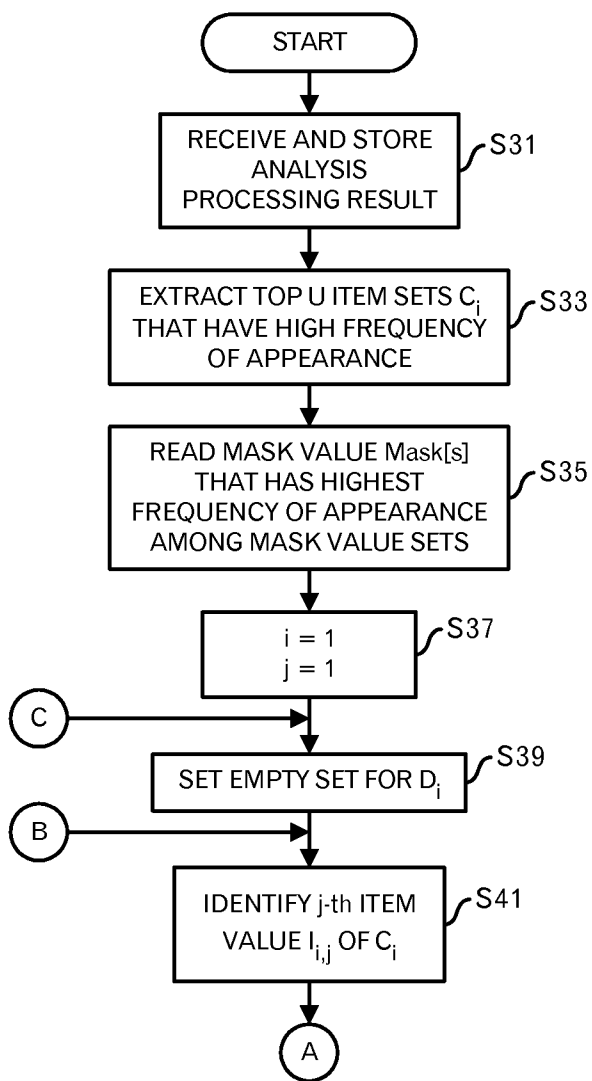 START
RECEIVE AND STORE
ANALYSIS
PROCESSING RESULT
S31
EXTRACT TOP U ITEM SETS Ci
THAT HAVE HIGH FREQUENCY
OF APPEARANCE
S33
READ MASK VALUE Mask[s]
THAT HAS HIGHEST
FREQUENCY OF APPEARANCE
AMONG MASK VALUE SETS
S35
i = 1
j = 1
S37
C
SET EMPTY SET FOR Di
S39
B
IDENTIFY j-th ITEM
VALUE Ii,j OF Ci
S41
A